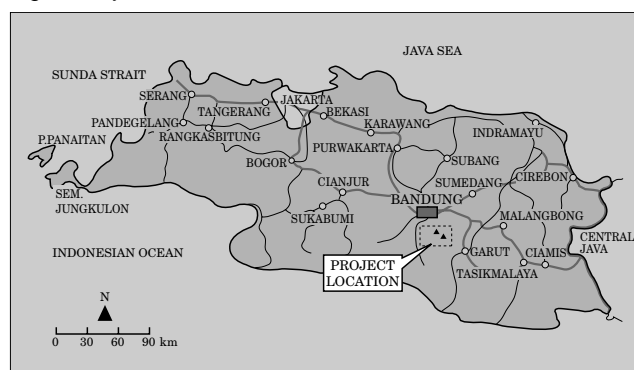 JAVA SEA
SUNDA STRAIT
SERANG
TANGERANG
JAKARTA
BEKASI
PANDEGELANG
RANGKASBITUNG
KARAWANG
INDRAMAYU
P.PANAITAN
PURWAKARTA
BOGOR
SUBANG
CIANJUR
SUMEDANG
CIREBON
SEM.
JUNGKULON
BANDUNG
SUKABUMI
MALANGBONG
CENTRAL
JAVA
INDONESIAN OCEAN
GARUT
CIAMIS
PROJECT
LOCATION
TASIKMALAYA
N
0 30 60 90 km